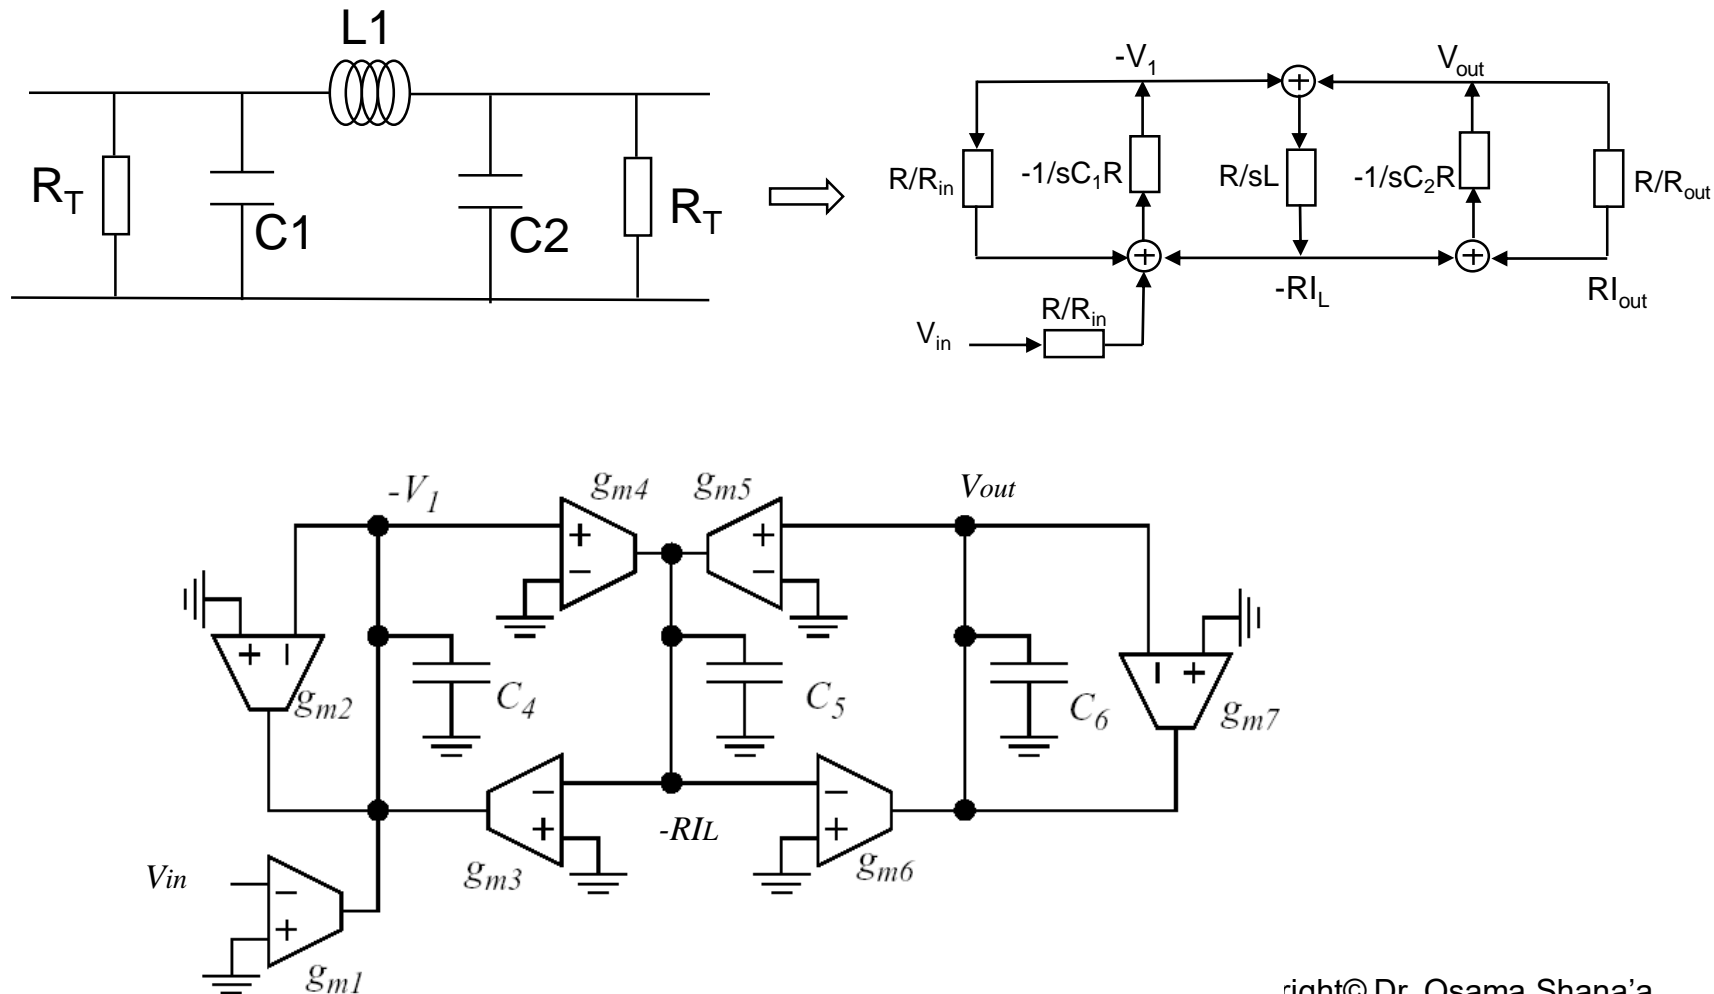 L1
R_T
C1
C2
R_T
-V_1
V_out
+
+
+
R/R_in
-1/sC_1R
R/sL
-1/sC_2R
R/R_out
-RI_L
RI_out
V_in
R/R_in
-V_1
g_m4
g_m5
Vout
+
−
+
−
+
−
g_m2
C_4
C_5
C_6
−
+
g_m7
−
+
g_m3
-RI_L
−
+
g_m6
Vin
−
+
g_m1
right© Dr. Osama Shana’a